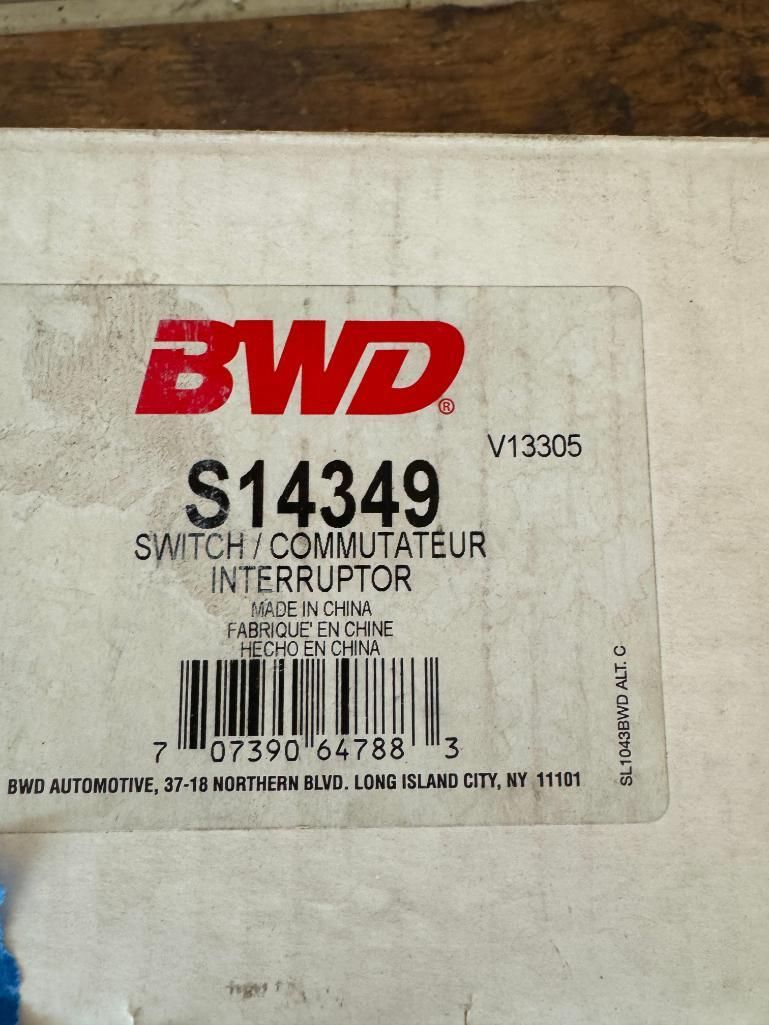 BWD®
V13305
S14349
SWITCH / COMMUTATEUR
INTERRUPTOR
MADE IN CHINA
FABRIQUE' EN CHINE
HECHO EN CHINA
7 07390 64788 3
BWD AUTOMOTIVE, 37-18 NORTHERN BLVD. LONG ISLAND CITY, NY 11101
SL1043BWD ALT. C